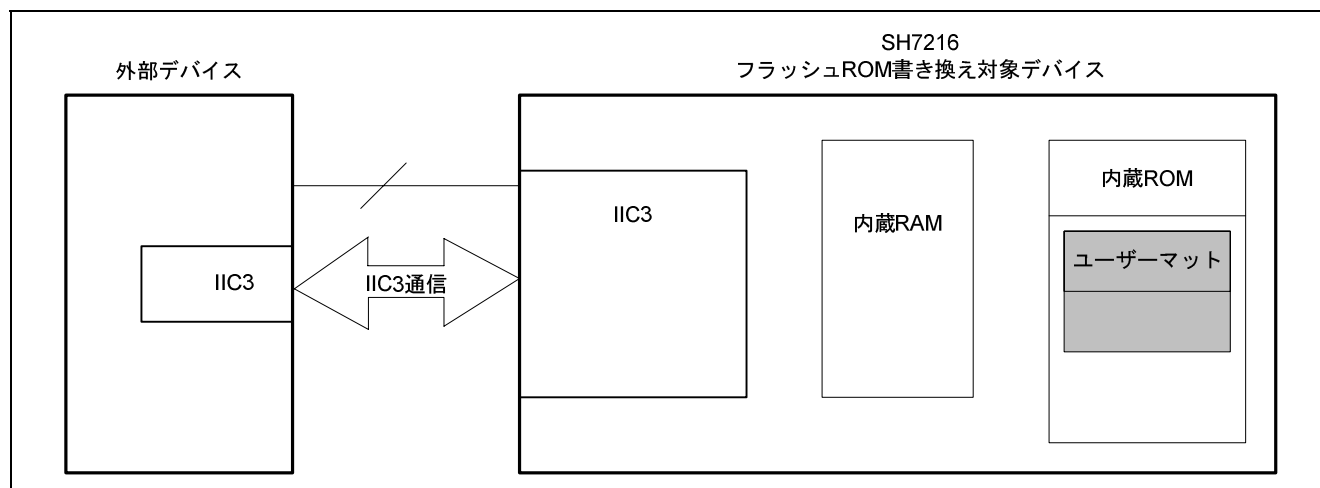 外部デバイス
SH7216
フラッシュROM書き換え対象デバイス
IIC3
IIC3通信
IIC3
内蔵RAM
内蔵ROM
ユーザーマット